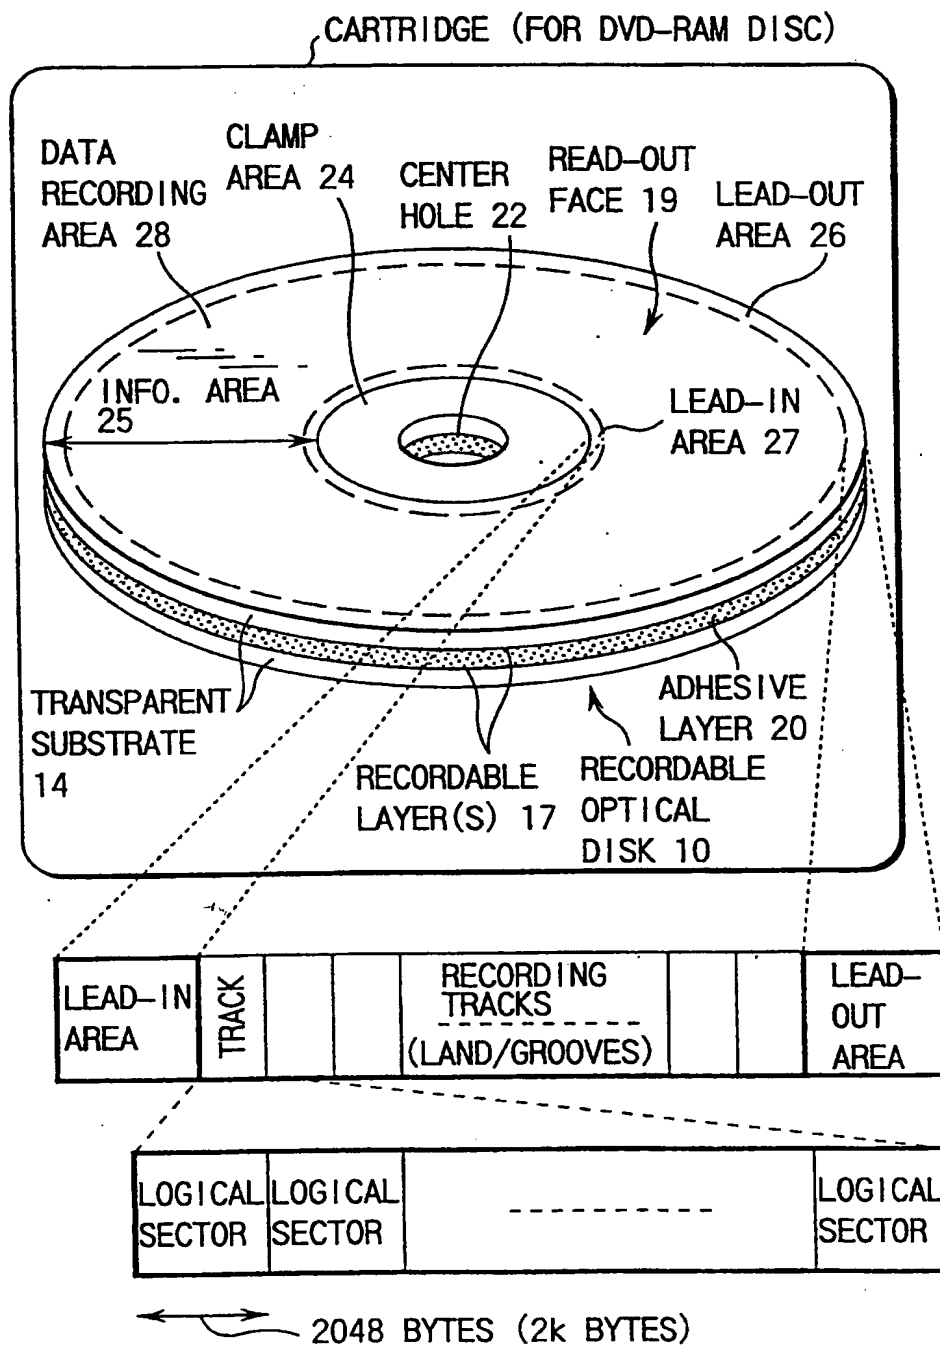 CARTRIDGE (FOR DVD-RAM DISC)
DATA
RECORDING
AREA 28
CLAMP
AREA 24
CENTER
HOLE 22
READ-OUT
FACE 19
LEAD-OUT
AREA 26
INFO. AREA
25
LEAD-IN
AREA 27
TRANSPARENT
SUBSTRATE
14
RECORDABLE
LAYER(S) 17
ADHESIVE
LAYER 20
RECORDABLE
OPTICAL
DISK 10
LEAD-IN
AREA
TRACK
RECORDING
TRACKS
(LAND/GROOVES)
LEAD-
OUT
AREA
LOGICAL
SECTOR
LOGICAL
SECTOR
LOGICAL
SECTOR
2048 BYTES (2k BYTES)